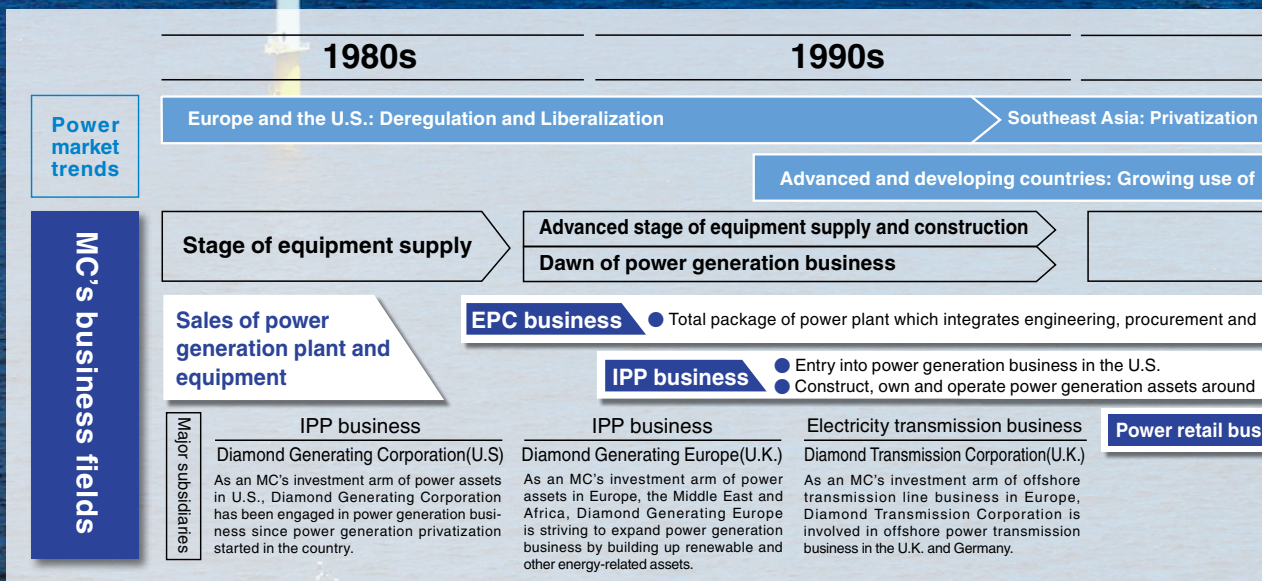 1980s
1990s
Power
market
trends
Europe and the U.S.: Deregulation and Liberalization
Southeast Asia: Privatization
Advanced and developing countries: Growing use of
MC's business fields
Stage of equipment supply
Advanced stage of equipment supply and construction
Dawn of power generation business
Sales of power
generation plant and
equipment
EPC business
● Total package of power plant which integrates engineering, procurement and
IPP business
● Entry into power generation business in the U.S.
● Construct, own and operate power generation assets around
Power retail bus
Major subsidiaries
IPP business
Diamond Generating Corporation(U.S)
As an MC's investment arm of power assets
in U.S., Diamond Generating Corporation
has been engaged in power generation busi-
ness since power generation privatization
started in the country.
IPP business
Diamond Generating Europe(U.K.)
As an MC's investment arm of power
assets in Europe, the Middle East and
Africa, Diamond Generating Europe
is striving to expand power generation
business by building up renewable and
other energy-related assets.
Electricity transmission business
Diamond Transmission Corporation(U.K.)
As an MC's investment arm of offshore
transmission line business in Europe,
Diamond Transmission Corporation is
involved in offshore power transmission
business in the U.K. and Germany.